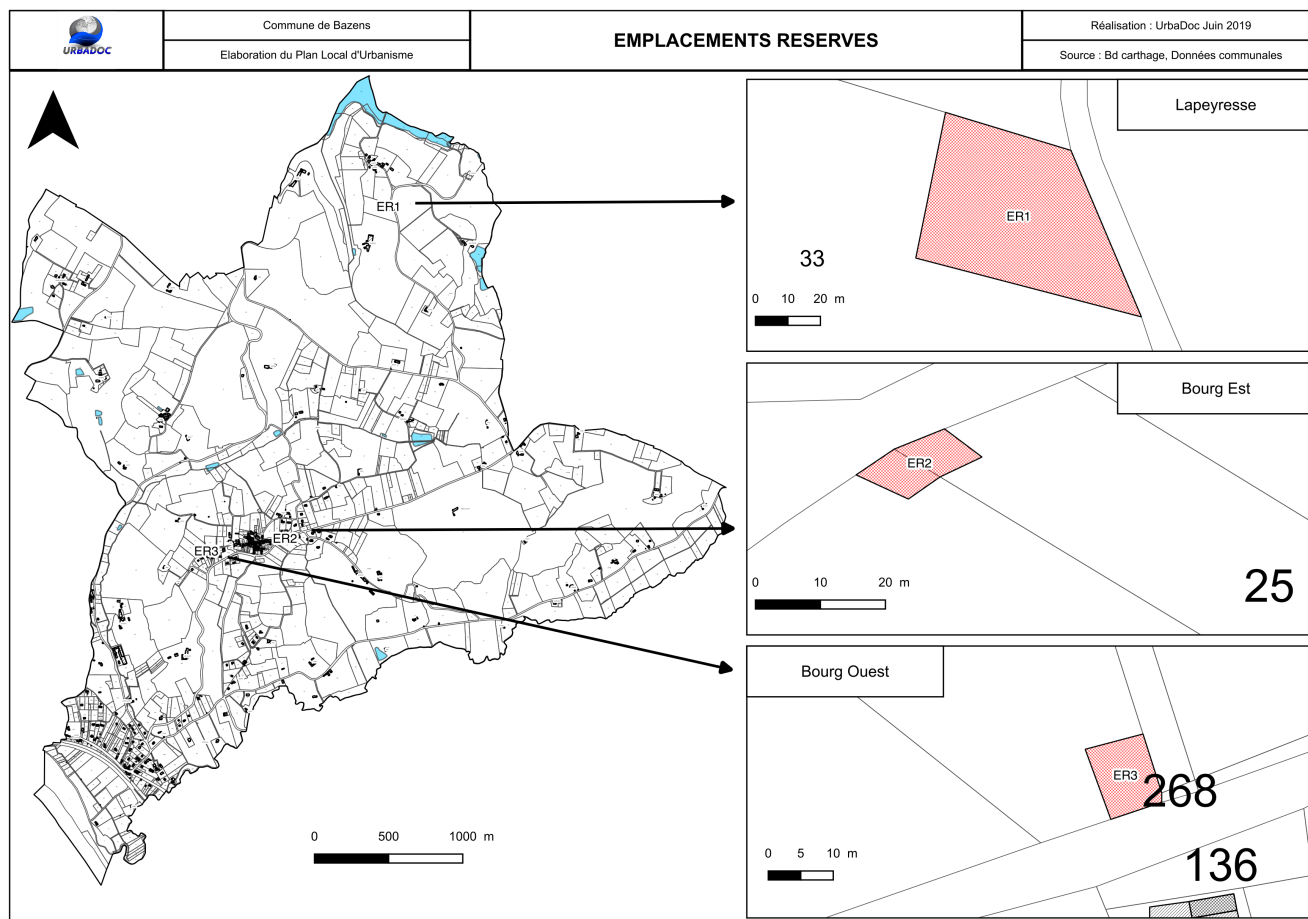 URBADOC
Commune de Bazens
Elaboration du Plan Local d'Urbanisme
EMPLACEMENTS RESERVES
Réalisation : UrbaDoc Juin 2019
Source : Bd carthage, Données communales
ER1
ER2
ER3
0 500 1000 m
Lapeyresse
ER1
33
0 10 20 m
Bourg Est
ER2
25
0 10 20 m
Bourg Ouest
ER3
268
136
0 5 10 m